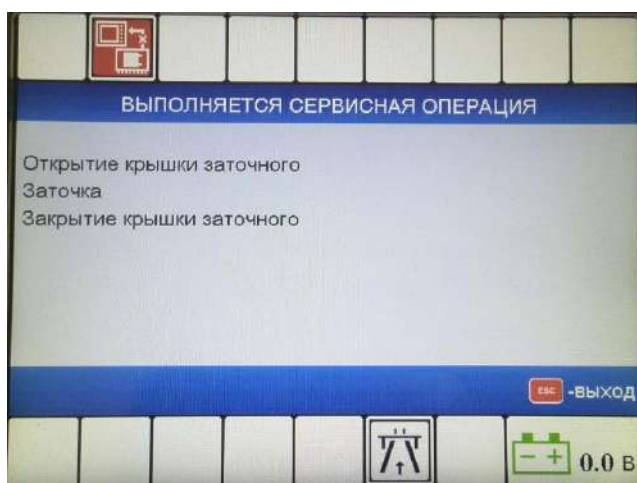 ВЫПОЛНЯЕТСЯ СЕРВИСНАЯ ОПЕРАЦИЯ
Открытие крышки заточного
Заточка
Закрытие крышки заточного
ESC -ВЫХОД
0.0 В